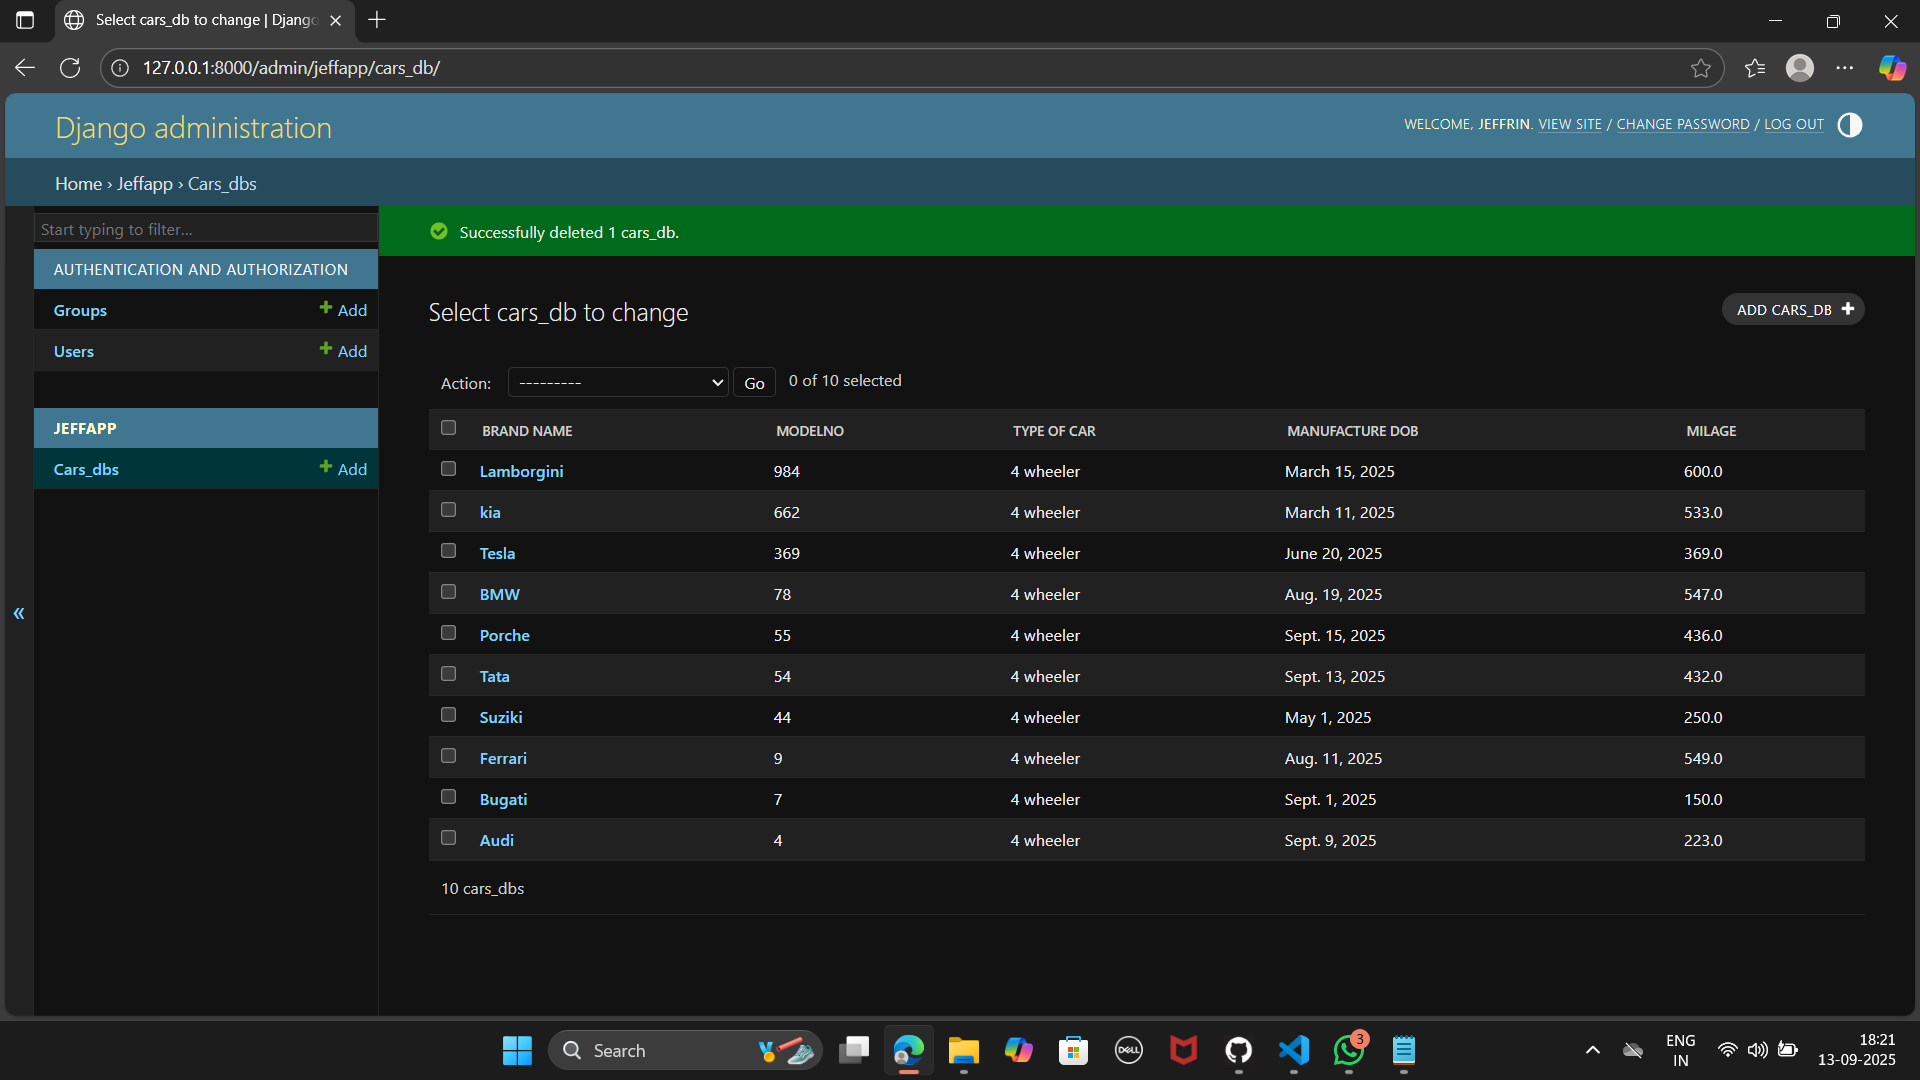 Select cars_db to change | Django
127.0.0.1:8000/admin/jeffapp/cars_db/
Django administration
WELCOME, JEFFRIN. VIEW SITE / CHANGE PASSWORD / LOG OUT
Home › Jeffapp › Cars_dbs
Start typing to filter...
AUTHENTICATION AND AUTHORIZATION
Groups + Add
Users + Add
JEFFAPP
Cars_dbs + Add
«
Successfully deleted 1 cars_db.
Select cars_db to change
ADD CARS_DB +
Action: --------- Go 0 of 10 selected
BRAND NAME MODELNO TYPE OF CAR MANUFACTURE DOB MILAGE
Lamborgini 984 4 wheeler March 15, 2025 600.0
kia 662 4 wheeler March 11, 2025 533.0
Tesla 369 4 wheeler June 20, 2025 369.0
BMW 78 4 wheeler Aug. 19, 2025 547.0
Porche 55 4 wheeler Sept. 15, 2025 436.0
Tata 54 4 wheeler Sept. 13, 2025 432.0
Suziki 44 4 wheeler May 1, 2025 250.0
Ferrari 9 4 wheeler Aug. 11, 2025 549.0
Bugati 7 4 wheeler Sept. 1, 2025 150.0
Audi 4 4 wheeler Sept. 9, 2025 223.0
10 cars_dbs
Search
DELL
3
ENG
IN
18:21
13-09-2025